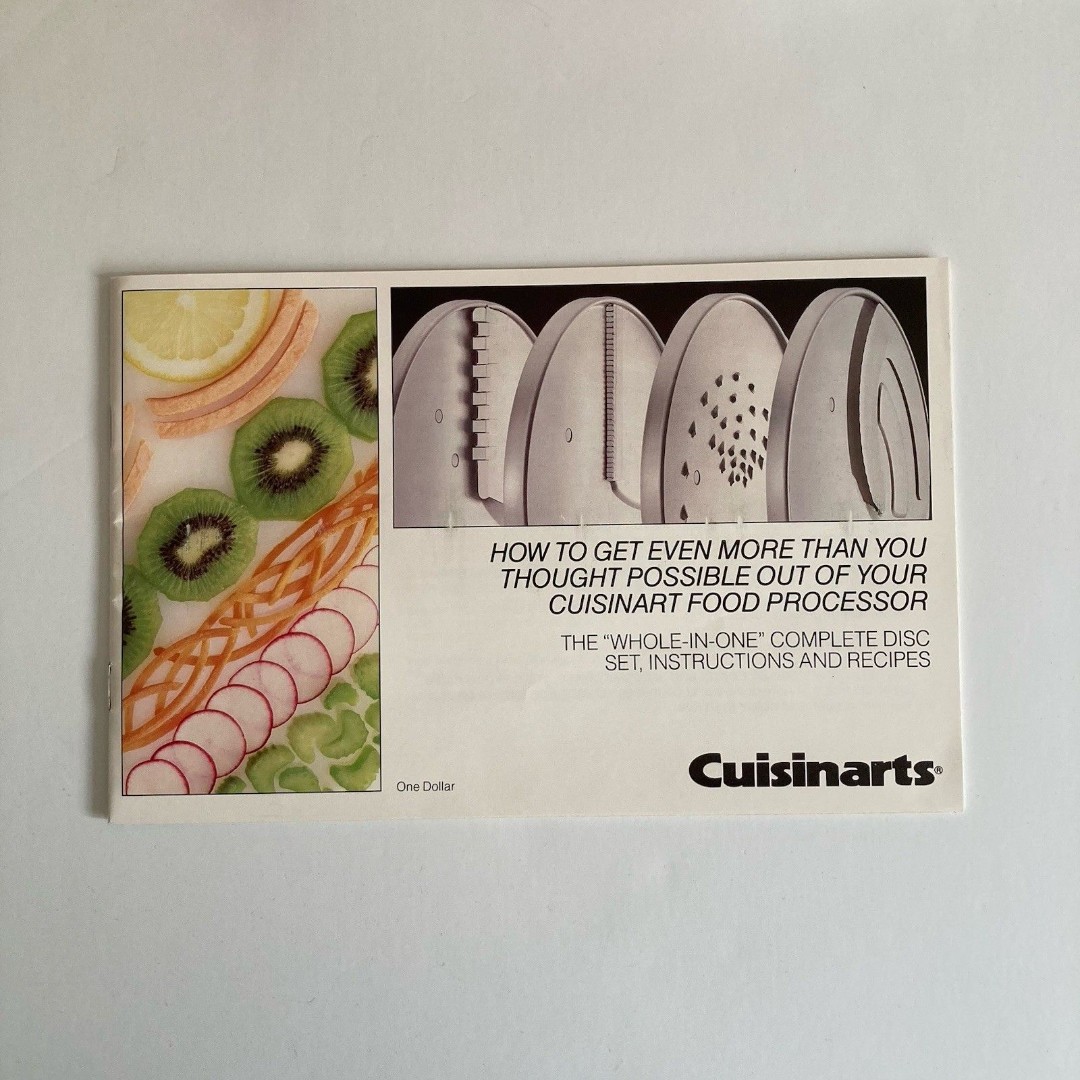 HOW TO GET EVEN MORE THAN YOU
THOUGHT POSSIBLE OUT OF YOUR
CUISINART FOOD PROCESSOR
THE “WHOLE-IN-ONE” COMPLETE DISC
SET, INSTRUCTIONS AND RECIPES
Cuisinarts®
One Dollar